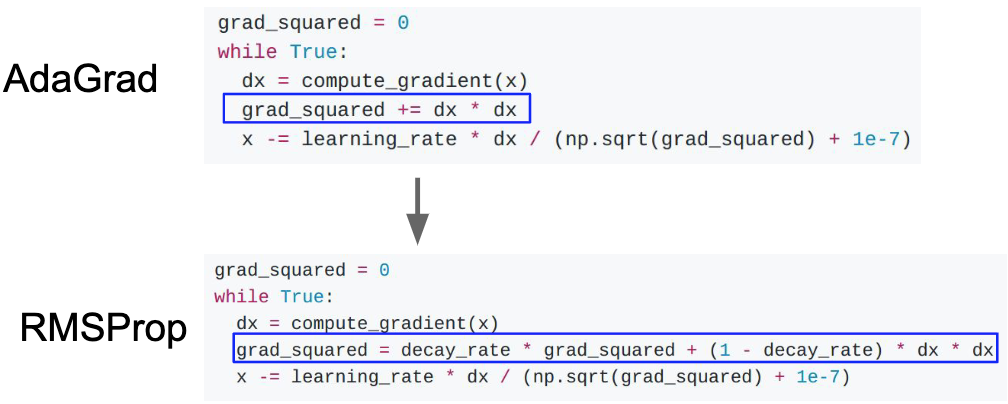 AdaGrad
grad_squared = 0
while True:
  dx = compute_gradient(x)
  grad_squared += dx * dx
  x -= learning_rate * dx / (np.sqrt(grad_squared) + 1e-7)
RMSProp
grad_squared = 0
while True:
  dx = compute_gradient(x)
  grad_squared = decay_rate * grad_squared + (1 - decay_rate) * dx * dx
  x -= learning_rate * dx / (np.sqrt(grad_squared) + 1e-7)